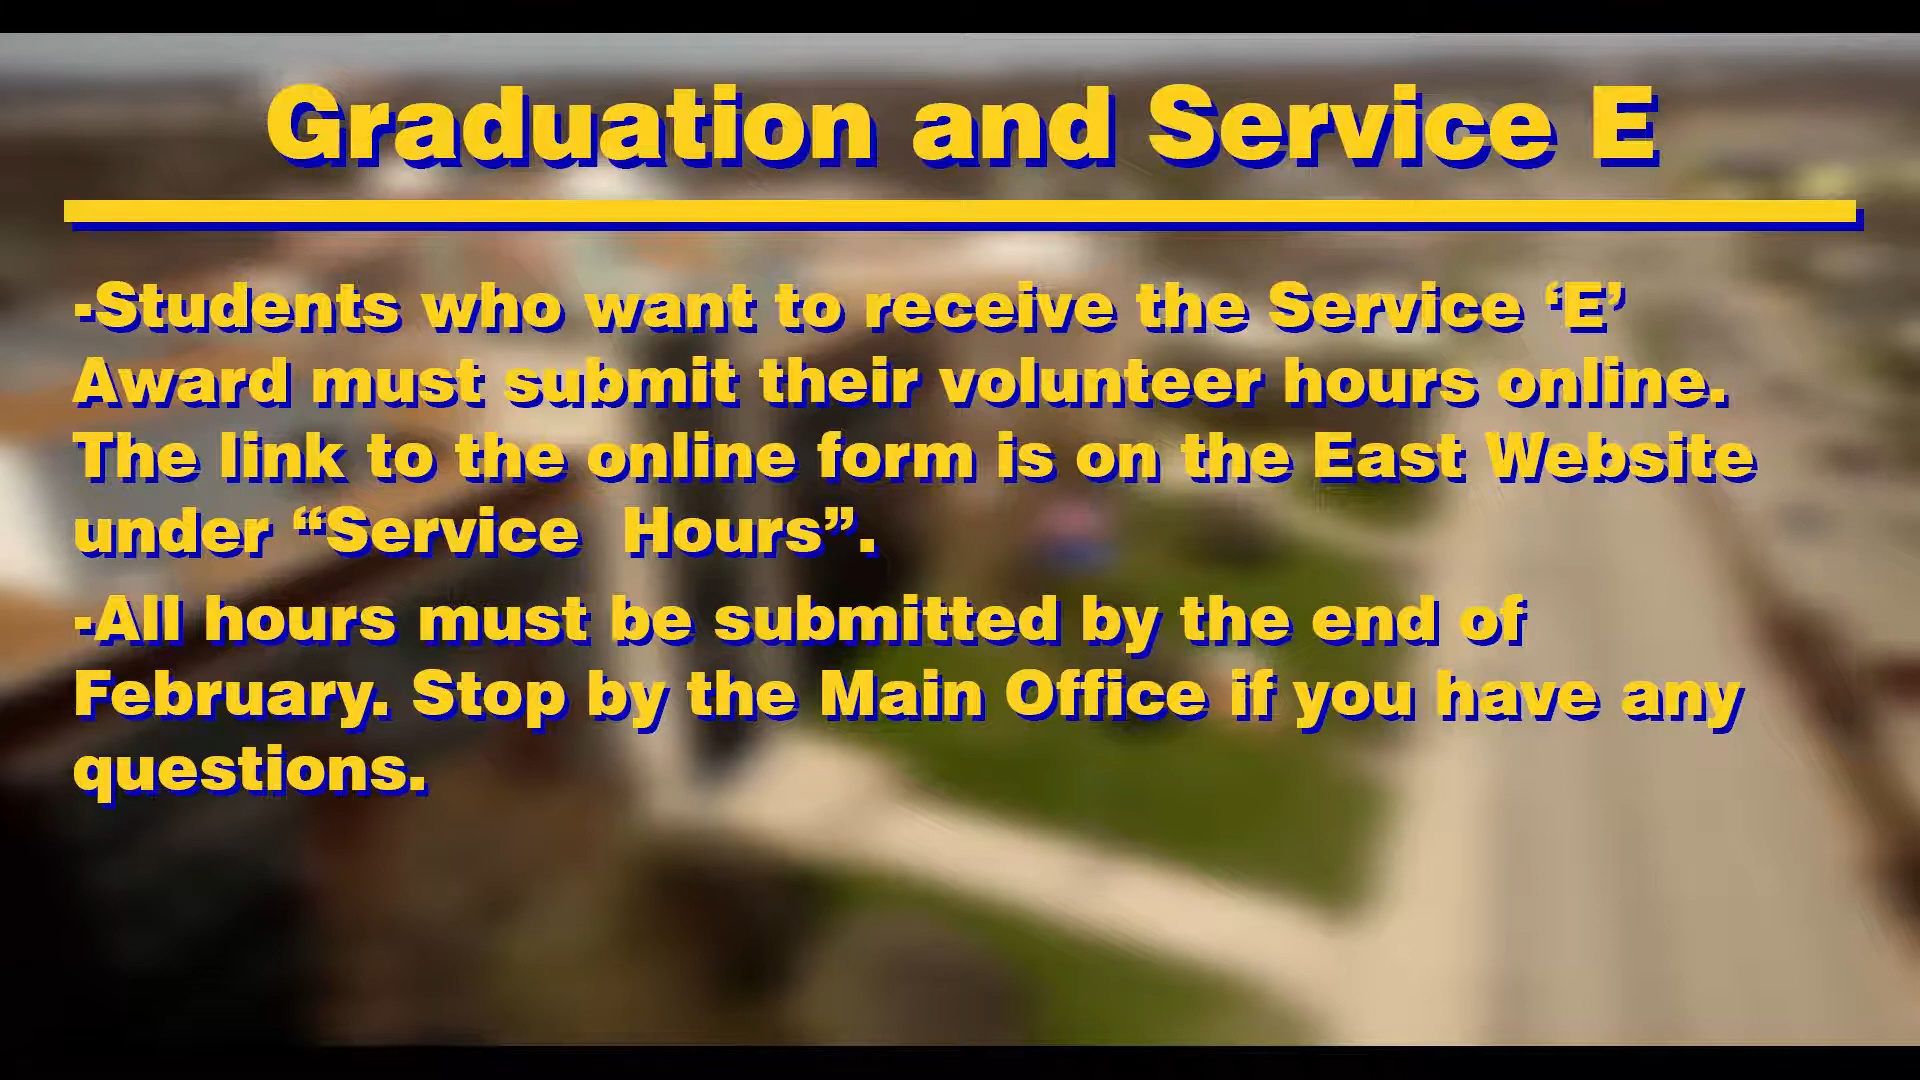 Graduation and Service E
-Students who want to receive the Service ‘E’
Award must submit their volunteer hours online.
The link to the online form is on the East Website
under “Service  Hours”.
-All hours must be submitted by the end of
February. Stop by the Main Office if you have any
questions.